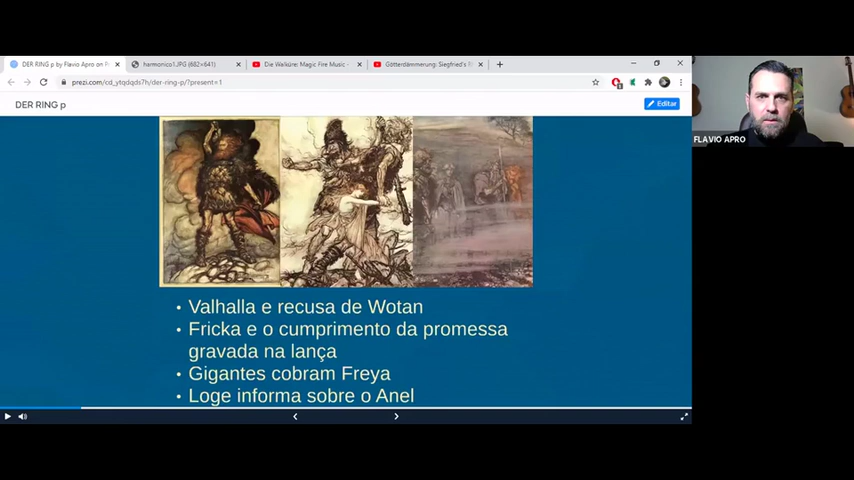 DER RING p by Flavio Apro on P
harmonico1.JPG (682×641)
Die Walküre: Magic Fire Music -
Götterdämmerung: Siegfried's F
prezi.com/cd_ytqdqds7h/der-ring-p/?present=1
DER RING p
Editar
FLAVIO APRO
• Valhalla e recusa de Wotan
• Fricka e o cumprimento da promessa
gravada na lança
• Gigantes cobram Freya
• Loge informa sobre o Anel